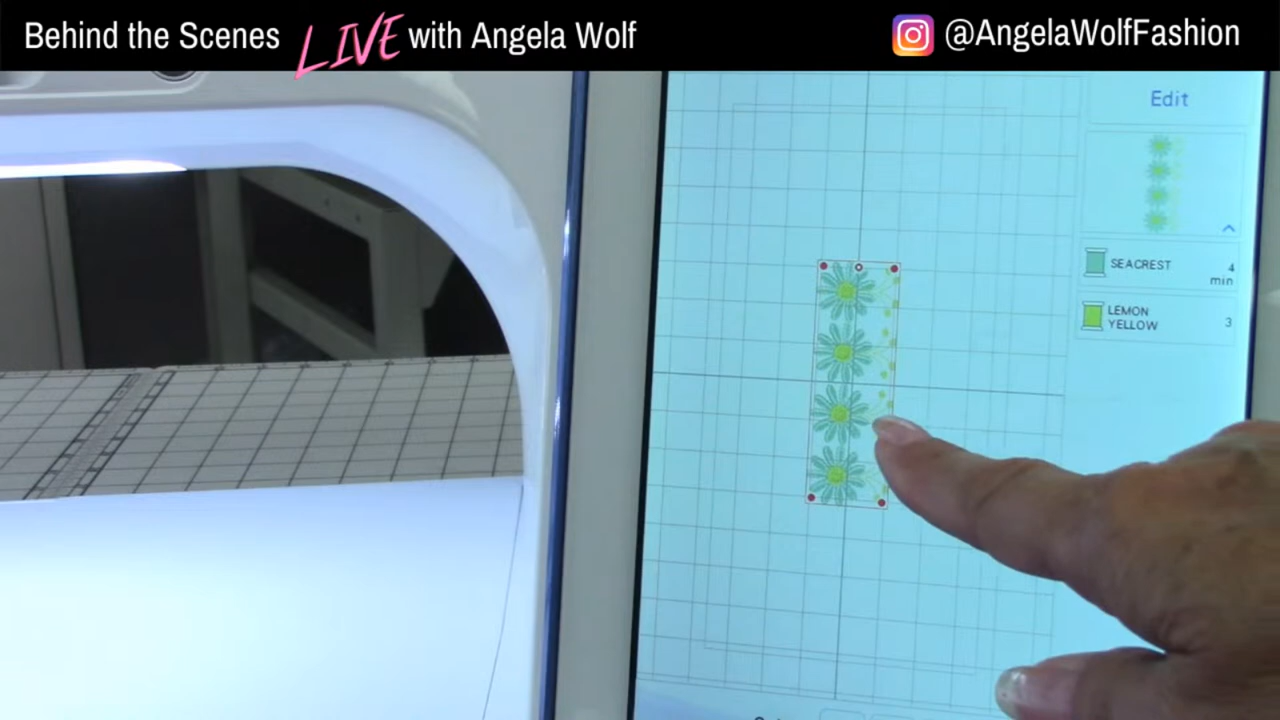 Behind the Scenes LIVE with Angela Wolf
@AngelaWolfFashion
Edit
SEACREST 4
min
LEMON
YELLOW 3